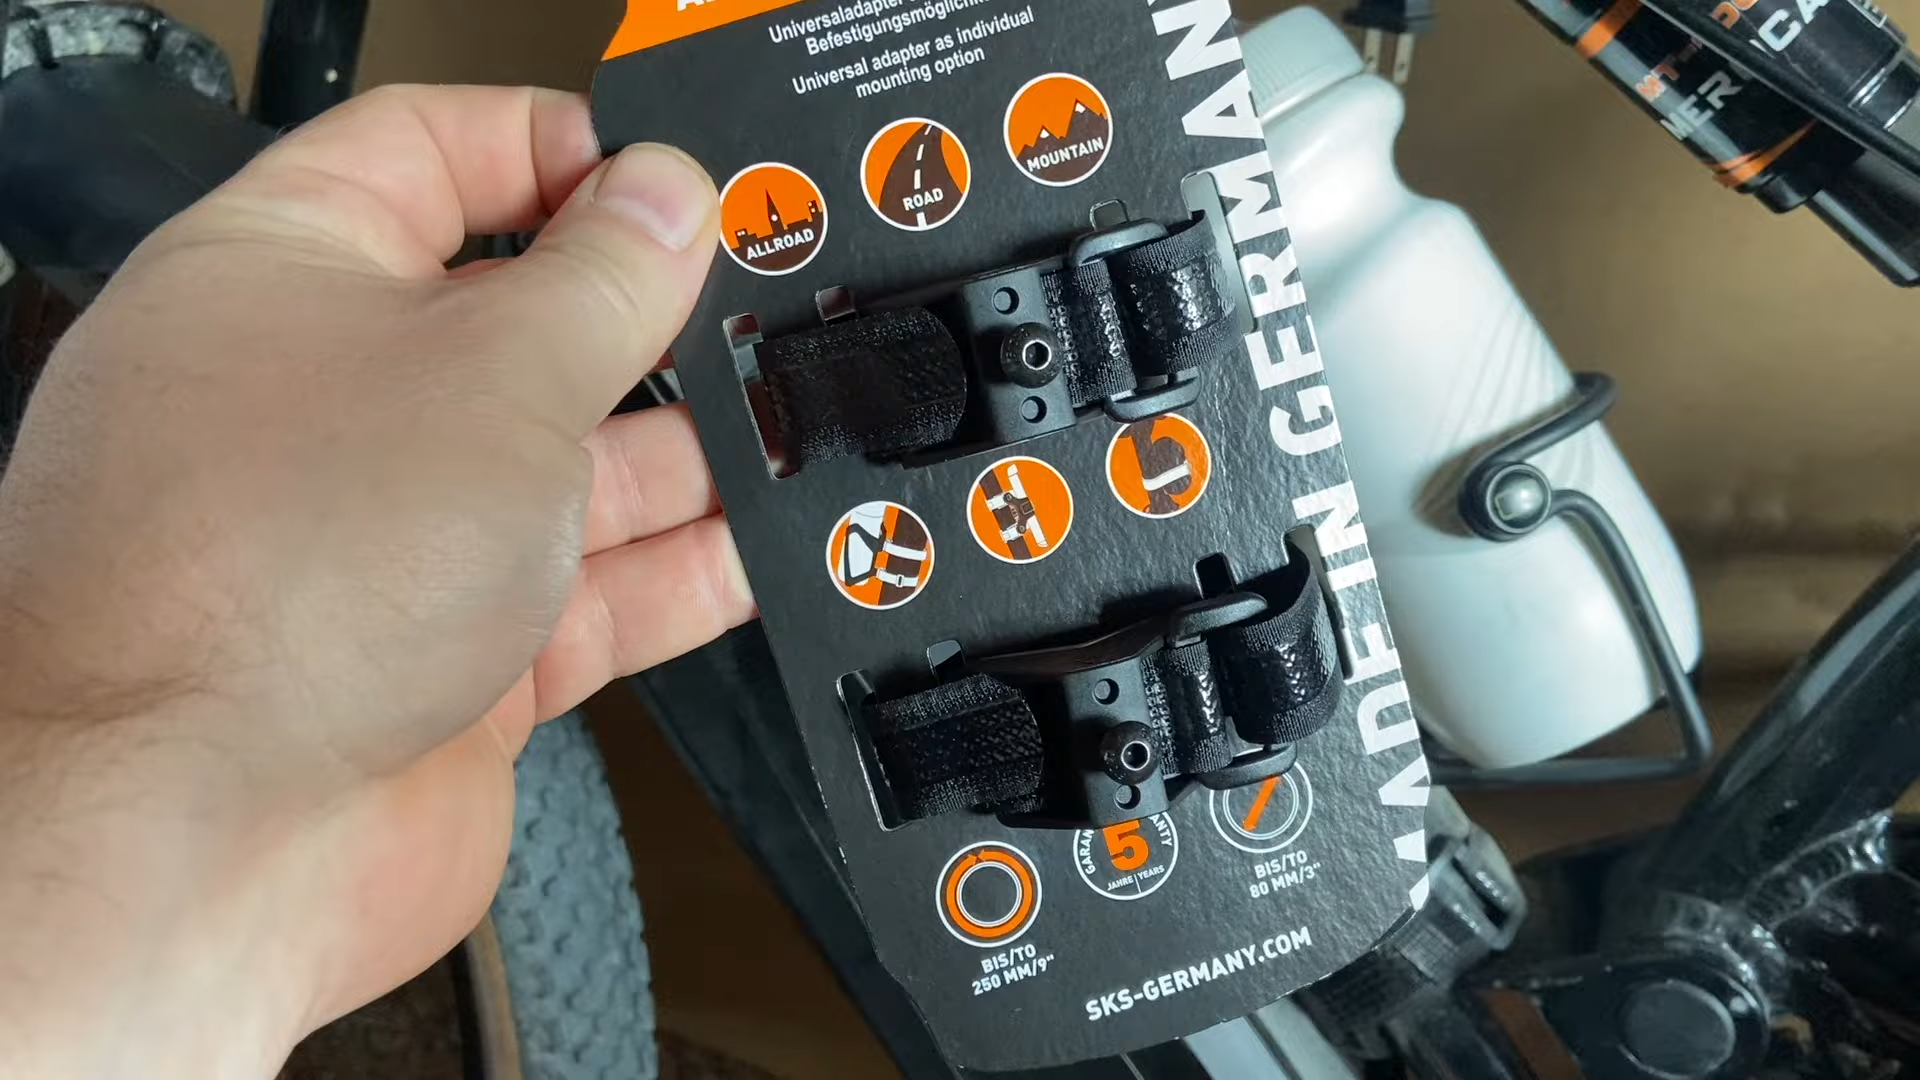 Universaladapter
Universal adapter as individual
mounting option
ALLROAD
ROAD
MOUNTAIN
MADE IN GERMANY
5
JAHRE | YEARS
BIS/TO
250 MM/9"
BIS/TO
80 MM/3"
SKS-GERMANY.COM